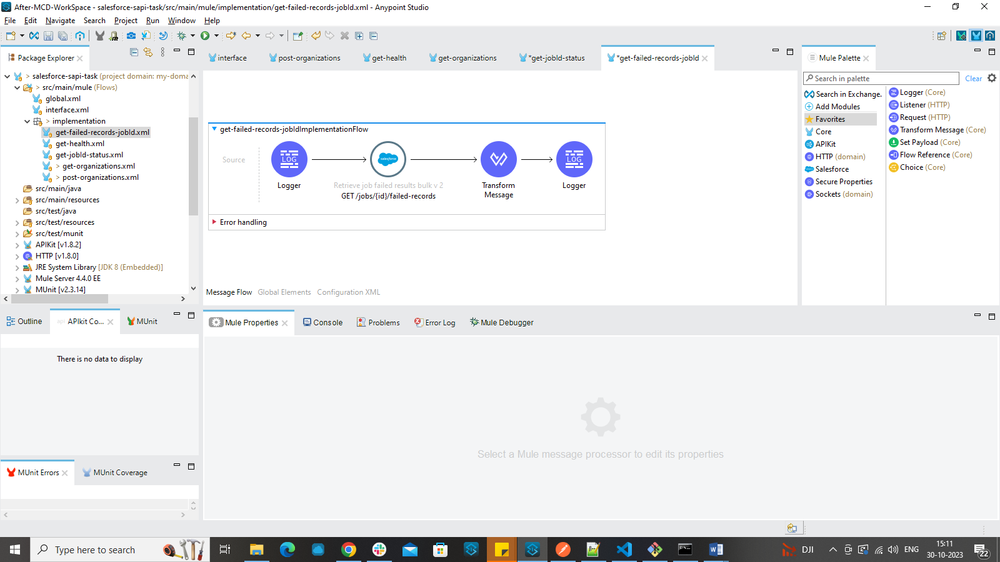 After-MCD-WorkSpace - salesforce-sapi-task/src/main/mule/implementation/get-failed-records-jobId.xml - Anypoint Studio
File Edit Navigate Search Project Run Window Help
Package Explorer
interface post-organizations get-health get-organizations *get-jobId-status *get-failed-records-jobId
Mule Palette
Search in palette Clear
> salesforce-sapi-task (project domain: my-doma
> src/main/mule (Flows)
global.xml
interface.xml
> implementation
get-failed-records-jobId.xml
get-health.xml
get-jobId-status.xml
> get-organizations.xml
> post-organizations.xml
src/main/java
src/main/resources
src/test/java
src/test/resources
src/test/munit
APIKit [v1.8.2]
HTTP [v1.8.0]
JRE System Library [JDK 8 (Embedded)]
Mule Server 4.4.0 EE
MUnit [v2.3.14]
get-failed-records-jobIdImplementationFlow
Source
LOG
Logger
salesforce
Retrieve job failed results bulk v 2
GET /jobs/{id}/failed-records
Transform
Message
LOG
Logger
Error handling
Message Flow Global Elements Configuration XML
Search in Exchange.
Add Modules
Favorites
Core
APIKit
HTTP (domain)
Salesforce
Secure Properties
Sockets (domain)
Logger (Core)
Listener (HTTP)
Request (HTTP)
Transform Message (Core)
Set Payload (Core)
Flow Reference (Core)
Choice (Core)
Outline api APIkit Co... MUnit
There is no data to display
Mule Properties Console Problems Error Log Mule Debugger
Select a Mule message processor to edit its properties
MUnit Errors MUnit Coverage
Type here to search
DJI
ENG
15:11
30-10-2023
22